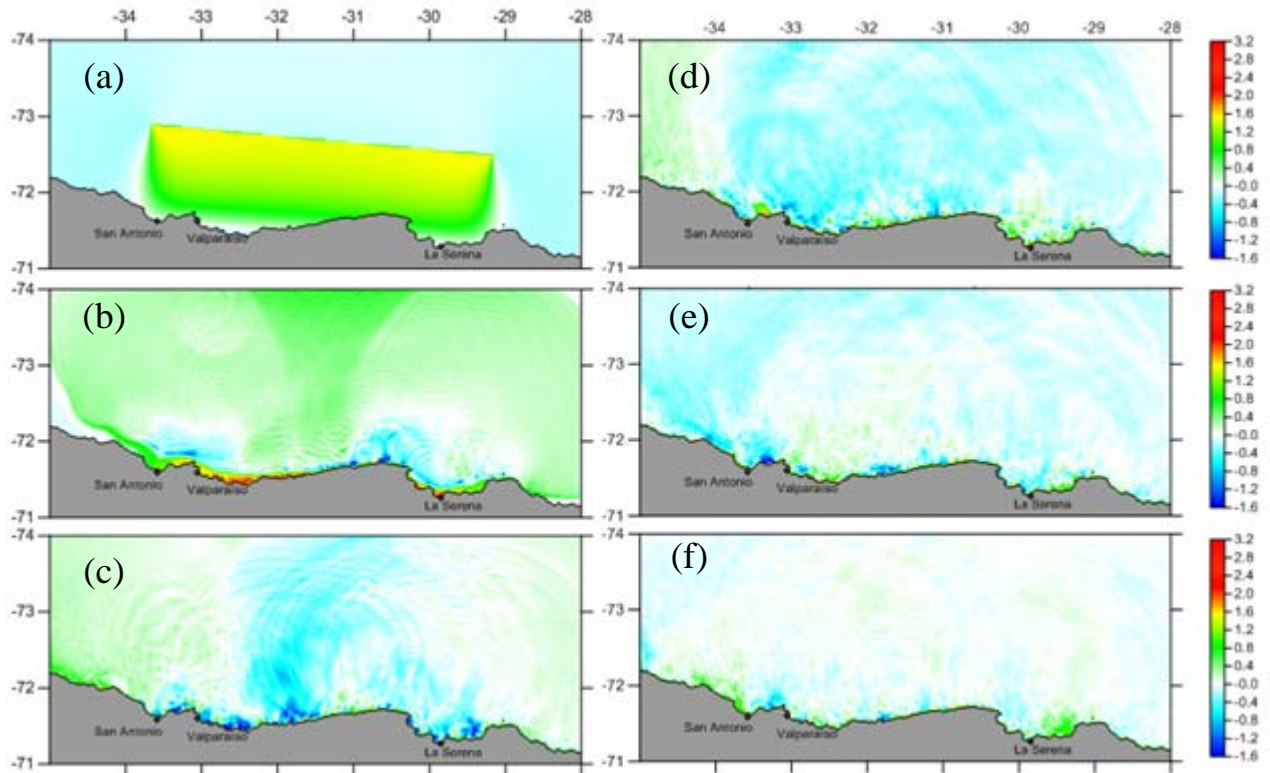 -34 -33 -32 -31 -30 -29 -28
-34 -33 -32 -31 -30 -29 -28
-74
-73
-72
-71
(a)
San Antonio
Valparaiso
La Serena
-74
-73
-72
-71
(d)
San Antonio
Valparaiso
La Serena
3.2
2.8
2.4
2.0
1.6
1.2
0.8
0.4
-0.0
-0.4
-0.8
-1.2
-1.6
-74
-73
-72
-71
(b)
San Antonio
Valparaiso
La Serena
-74
-73
-72
-71
(e)
San Antonio
Valparaiso
La Serena
3.2
2.8
2.4
2.0
1.6
1.2
0.8
0.4
-0.0
-0.4
-0.8
-1.2
-1.6
-74
-73
-72
-71
(c)
San Antonio
Valparaiso
La Serena
-74
-73
-72
-71
(f)
San Antonio
Valparaiso
La Serena
3.2
2.8
2.4
2.0
1.6
1.2
0.8
0.4
-0.0
-0.4
-0.8
-1.2
-1.6